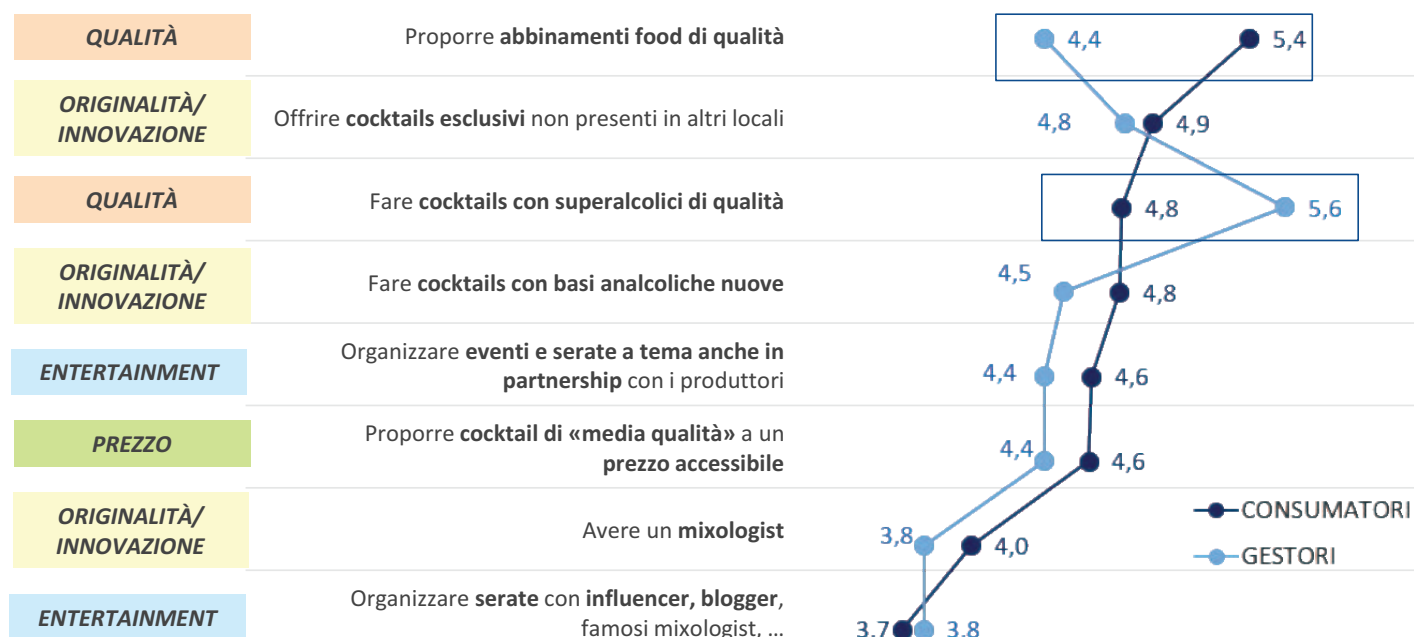 QUALITÀ
Proporre abbinamenti food di qualità
4,4
5,4
ORIGINALITÀ/
INNOVAZIONE
Offrire cocktails esclusivi non presenti in altri locali
4,8
4,9
QUALITÀ
Fare cocktails con superalcolici di qualità
4,8
5,6
ORIGINALITÀ/
INNOVAZIONE
Fare cocktails con basi analcoliche nuove
4,5
4,8
ENTERTAINMENT
Organizzare eventi e serate a tema anche in
partnership con i produttori
4,4
4,6
PREZZO
Proporre cocktail di «media qualità» a un
prezzo accessibile
4,4
4,6
ORIGINALITÀ/
INNOVAZIONE
Avere un mixologist
3,8
4,0
CONSUMATORI
GESTORI
ENTERTAINMENT
Organizzare serate con influencer, blogger,
famosi mixologist, ...
3,7
3,8